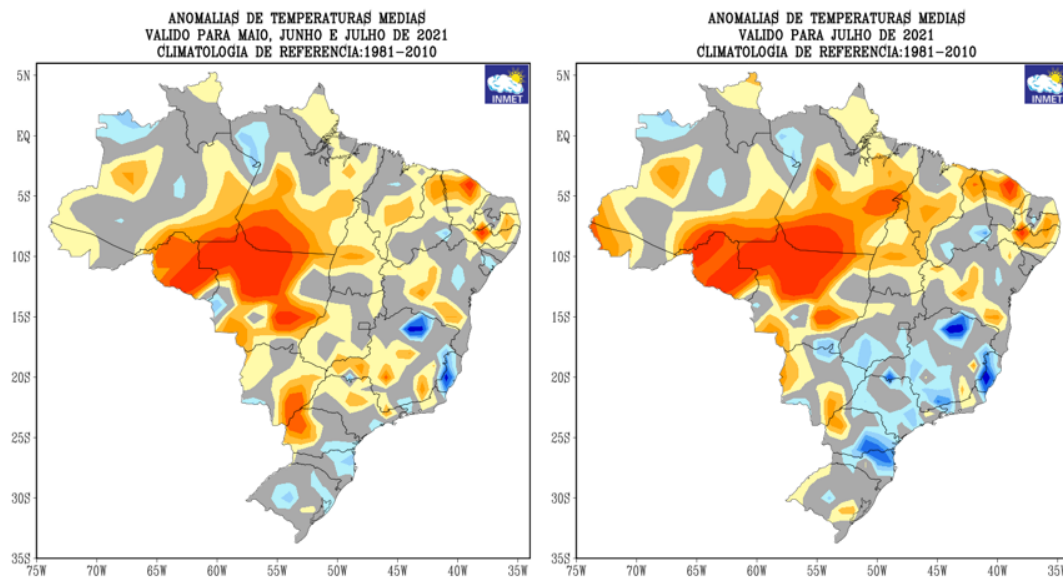 ANOMALIAS DE TEMPERATURAS MEDIAS
VALIDO PARA MAIO, JUNHO E JULHO DE 2021
CLIMATOLOGIA DE REFERENCIA:1981-2010
INMET
5N
EQ
5S
10S
15S
20S
25S
30S
35S
75W 70W 65W 60W 55W 50W 45W 40W 35W
ANOMALIAS DE TEMPERATURAS MEDIAS
VALIDO PARA JULHO DE 2021
CLIMATOLOGIA DE REFERENCIA:1981-2010
INMET
5N
EQ
5S
10S
15S
20S
25S
30S
35S
75W 70W 65W 60W 55W 50W 45W 40W 35W